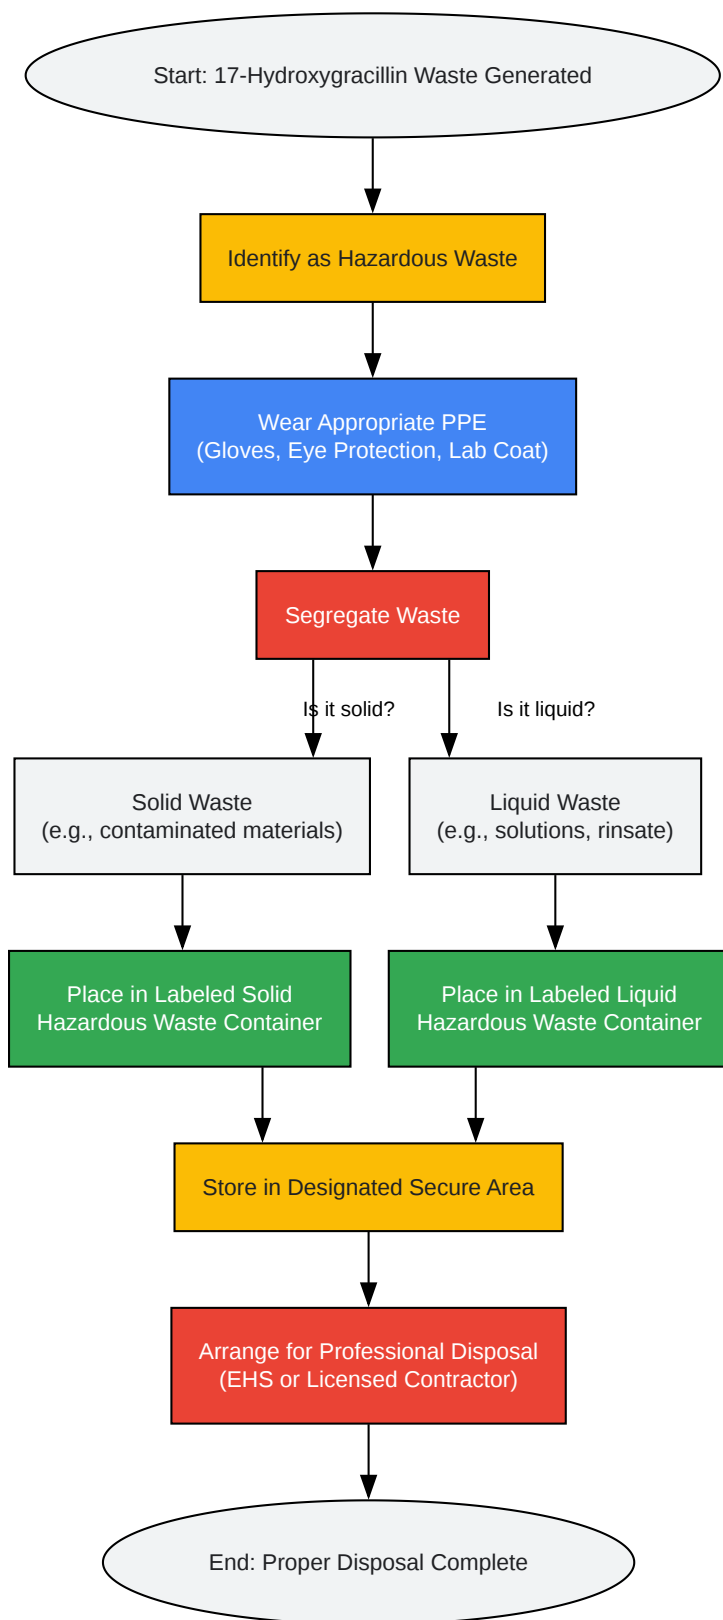 Start: 17-Hydroxygracillin Waste Generated
Identify as Hazardous Waste
Wear Appropriate PPE
(Gloves, Eye Protection, Lab Coat)
Segregate Waste
Is it solid?
Is it liquid?
Solid Waste
(e.g., contaminated materials)
Liquid Waste
(e.g., solutions, rinsate)
Place in Labeled Solid
Hazardous Waste Container
Place in Labeled Liquid
Hazardous Waste Container
Store in Designated Secure Area
Arrange for Professional Disposal
(EHS or Licensed Contractor)
End: Proper Disposal Complete